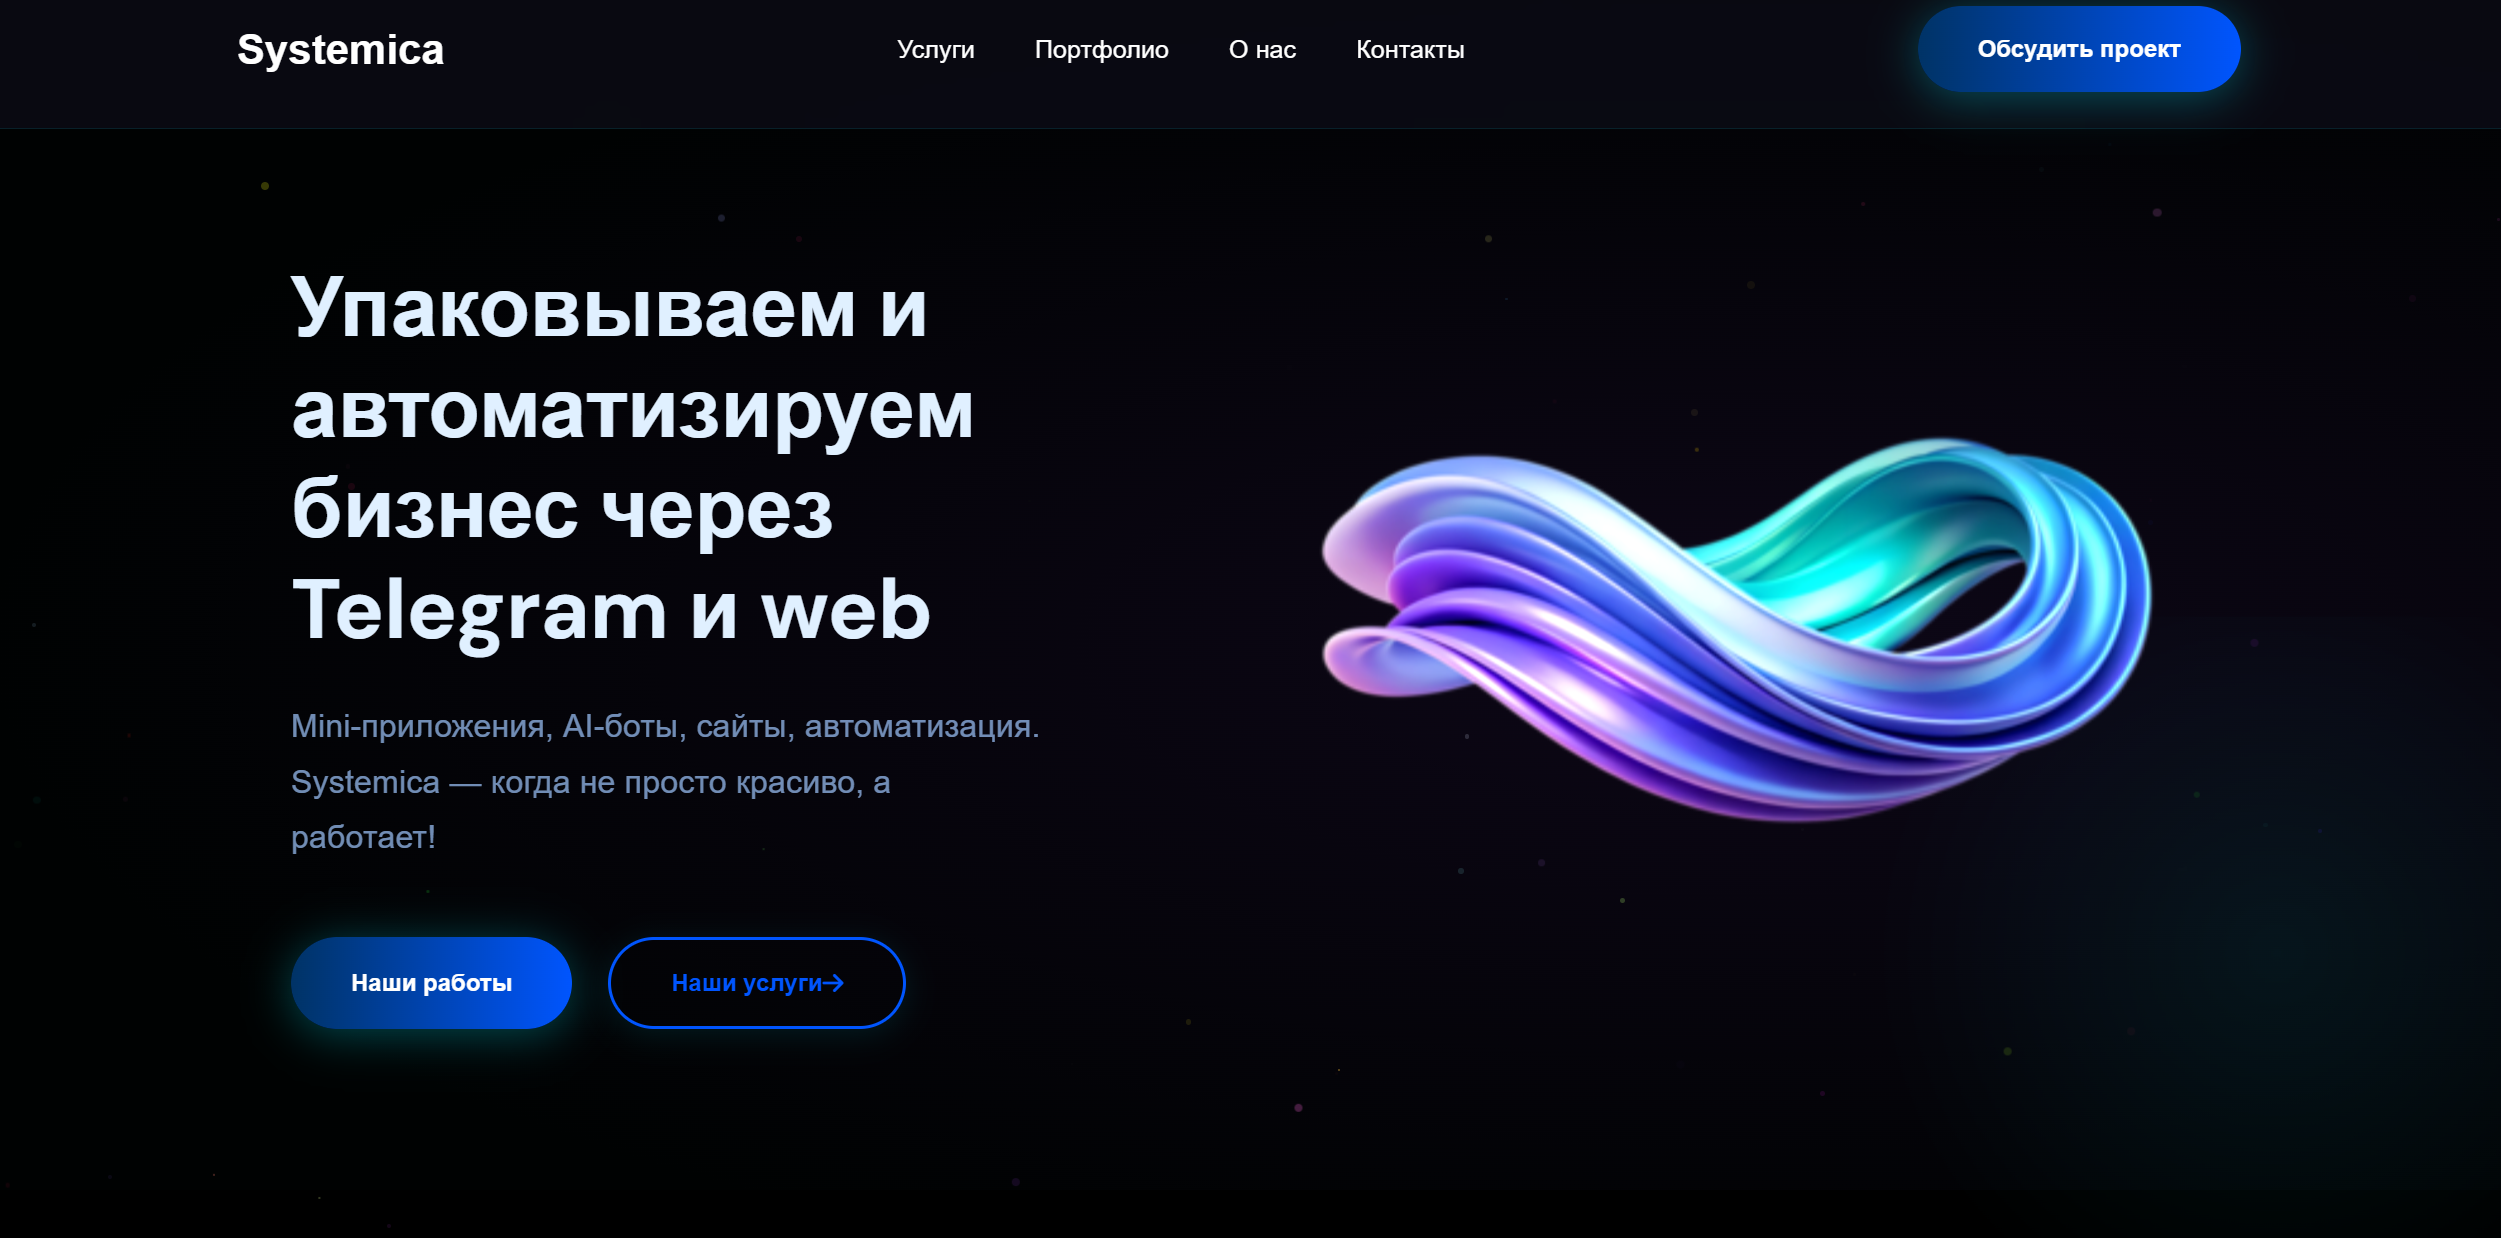 Systemica
Услуги
Портфолио
О нас
Контакты
Обсудить проект
Упаковываем и
автоматизируем
бизнес через
Telegram и web
Mini-приложения, AI-боты, сайты, автоматизация.
Systemica — когда не просто красиво, а
работает!
Наши работы
Наши услуги→